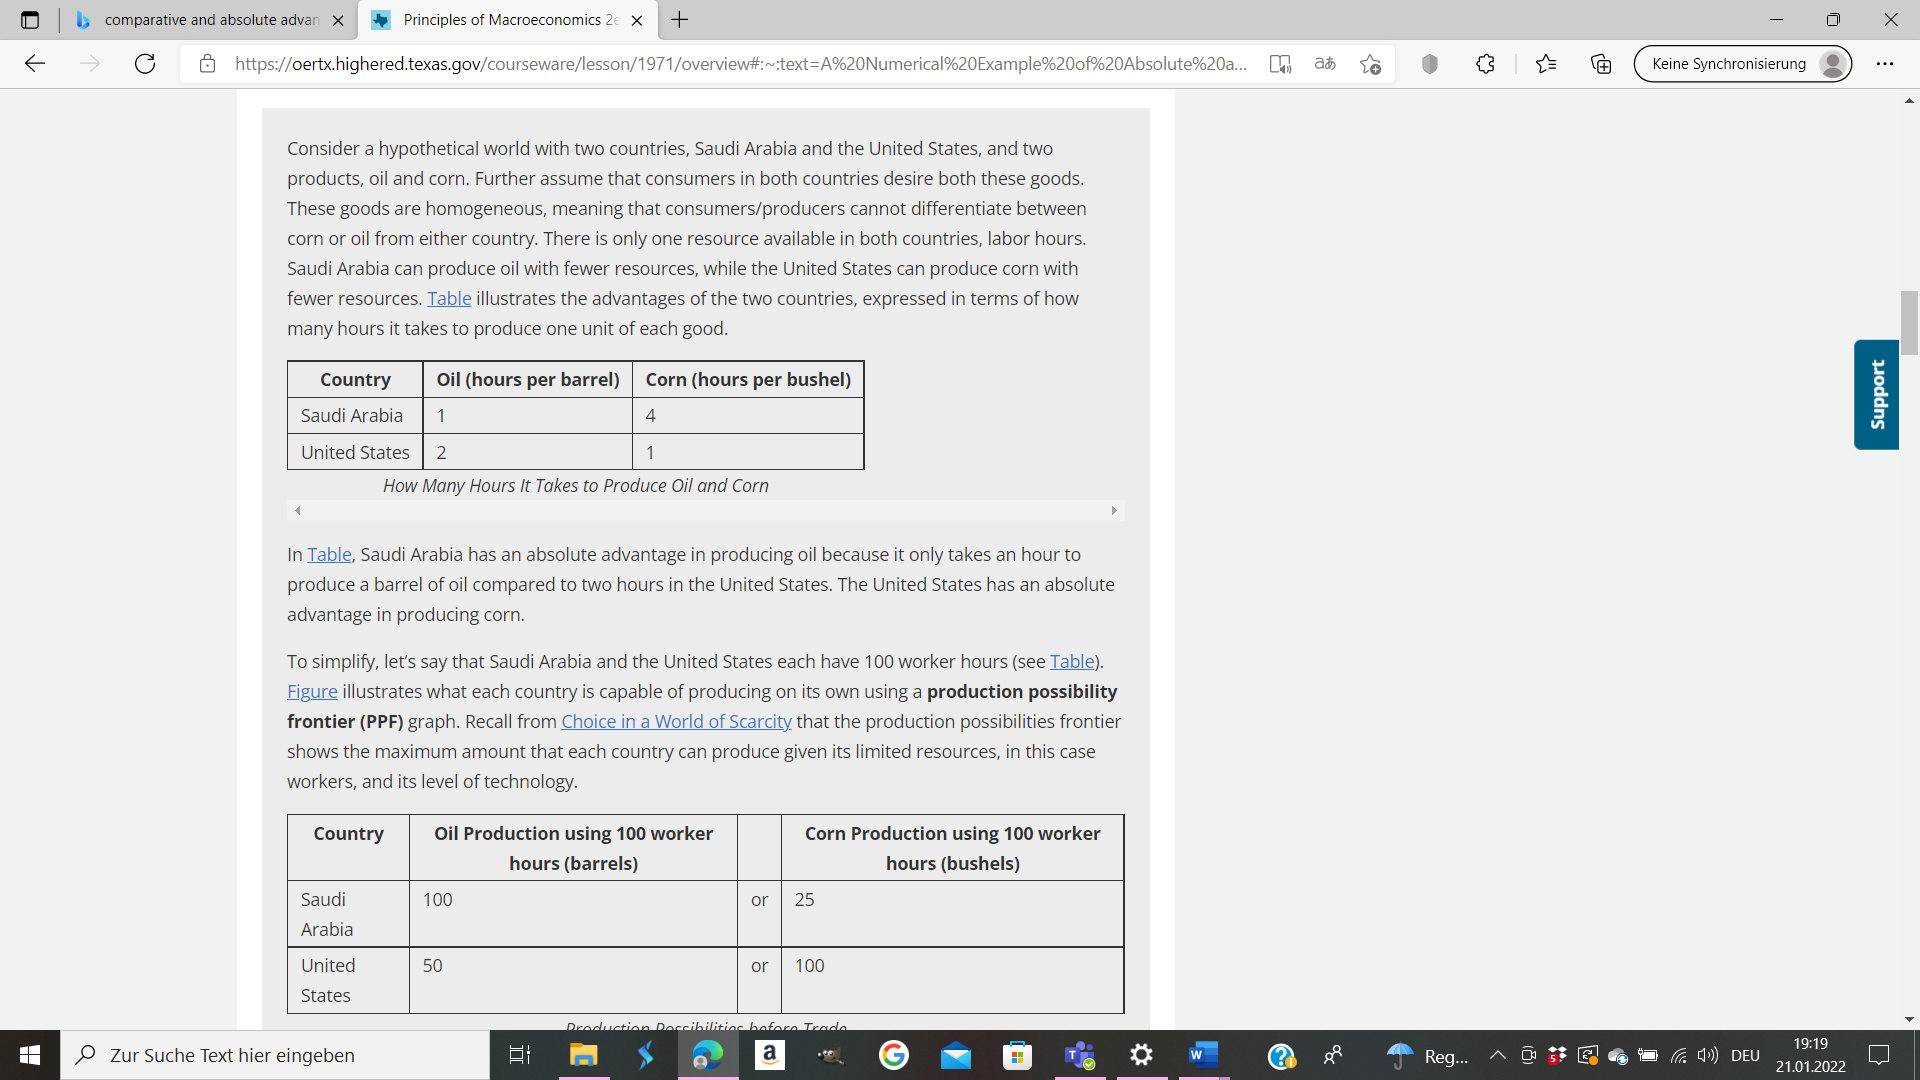 comparative and absolute advan
Principles of Macroeconomics 2e
https://oertx.highered.texas.gov/courseware/lesson/1971/overview#:~:text=A%20Numerical%20Example%20of%20Absolute%20a...
Keine Synchronisierung
Consider a hypothetical world with two countries, Saudi Arabia and the United States, and two
products, oil and corn. Further assume that consumers in both countries desire both these goods.
These goods are homogeneous, meaning that consumers/producers cannot differentiate between
corn or oil from either country. There is only one resource available in both countries, labor hours.
Saudi Arabia can produce oil with fewer resources, while the United States can produce corn with
fewer resources. Table illustrates the advantages of the two countries, expressed in terms of how
many hours it takes to produce one unit of each good.
Country Oil (hours per barrel) Corn (hours per bushel)
Saudi Arabia 1 4
United States 2 1
How Many Hours It Takes to Produce Oil and Corn
Support
In Table, Saudi Arabia has an absolute advantage in producing oil because it only takes an hour to
produce a barrel of oil compared to two hours in the United States. The United States has an absolute
advantage in producing corn.
To simplify, let’s say that Saudi Arabia and the United States each have 100 worker hours (see Table).
Figure illustrates what each country is capable of producing on its own using a production possibility
frontier (PPF) graph. Recall from Choice in a World of Scarcity that the production possibilities frontier
shows the maximum amount that each country can produce given its limited resources, in this case
workers, and its level of technology.
Country Oil Production using 100 worker Corn Production using 100 worker
hours (barrels) hours (bushels)
Saudi 100 or 25
Arabia
United 50 or 100
States
Production Possibilities before Trade
Zur Suche Text hier eingeben
Reg...
DEU
19:19
21.01.2022